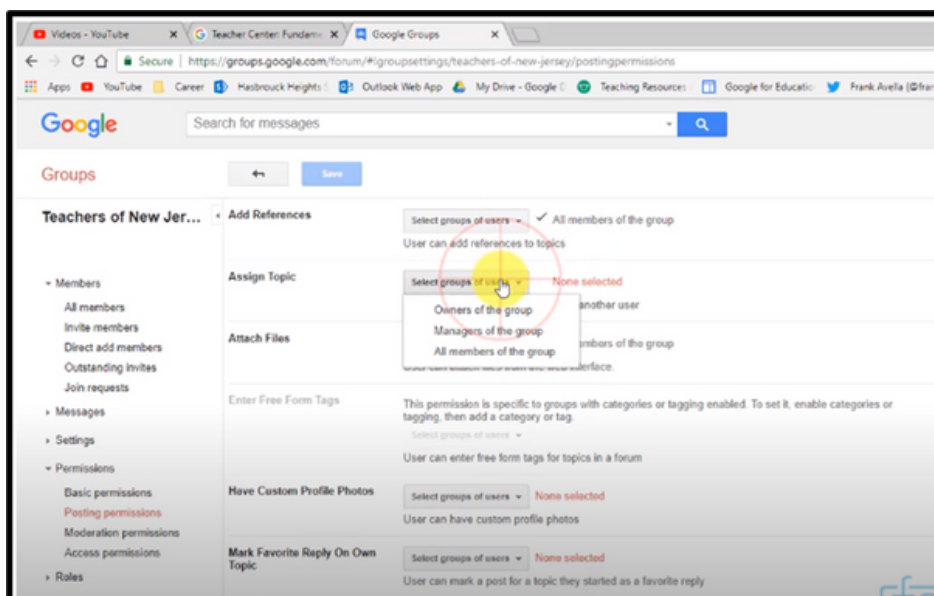 Videos - YouTube
Teacher Center: Fundame
Google Groups
Secure | https://groups.google.com/forum/#!groupsettings/teachers-of-new-jersey/postingpermissions
Apps YouTube Career Hasbrouck Heights Outlook Web App My Drive - Google D Teaching Resources Google for Educatio Frank Avella (@fran
Google
Search for messages
Groups
Save
Teachers of New Jer...
Add References
Select groups of users
All members of the group
User can add references to topics
Assign Topic
Select groups of users
None selected
another user
Owners of the group
Managers of the group
All members of the group
Members
All members
Invite members
Direct add members
Outstanding invites
Join requests
Messages
Settings
Permissions
Basic permissions
Posting permissions
Moderation permissions
Access permissions
Roles
Attach Files
members of the group
Enter Free Form Tags
This permission is specific to groups with categories or tagging enabled. To set it, enable categories or
tagging, then add a category or tag.
Select groups of users
User can enter free form tags for topics in a forum
Have Custom Profile Photos
Select groups of users
None selected
User can have custom profile photos
Mark Favorite Reply On Own
Topic
Select groups of users
None selected
User can mark a post for a topic they started as a favorite reply